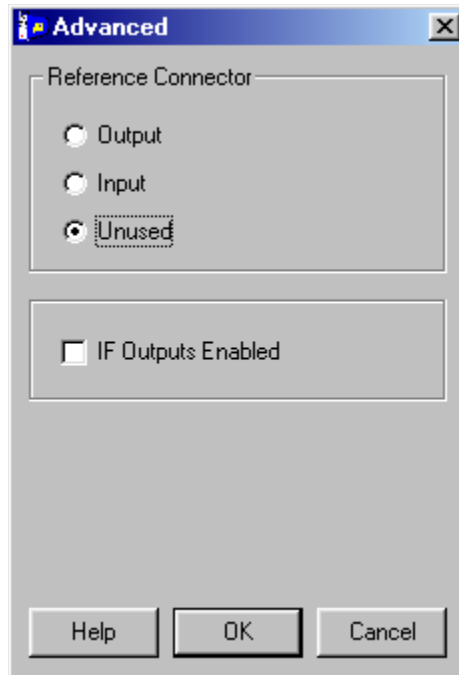 Advanced
Reference Connector
Output
Input
Unused
IF Outputs Enabled
Help OK Cancel